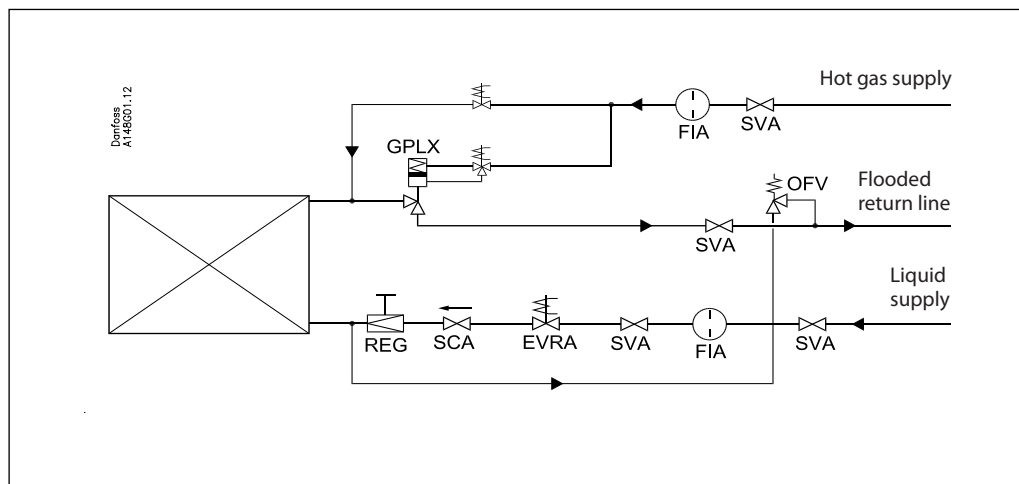 Danfoss
A148G01.12
Hot gas supply
FIA
SVA
GPLX
OFV
Flooded
return line
SVA
Liquid
supply
REG
SCA
EVRA
SVA
FIA
SVA